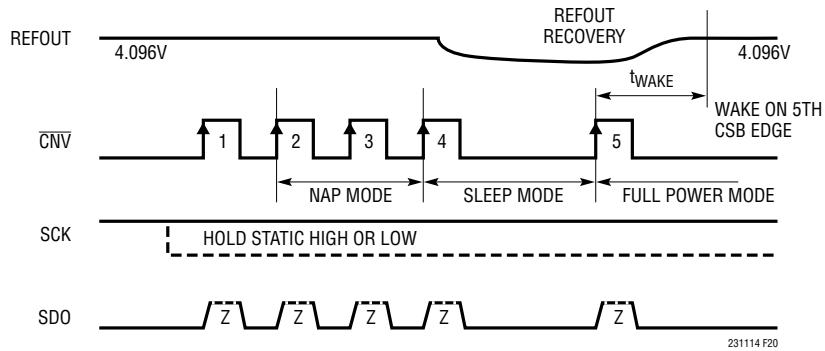 REFOUT
RECOVERY
REFOUT
4.096V
4.096V
tWAKE
WAKE ON 5TH
CSB EDGE
CNV
1
2
3
4
5
NAP MODE
SLEEP MODE
FULL POWER MODE
SCK
HOLD STATIC HIGH OR LOW
SDO
Z
Z
Z
Z
Z
231114 F20